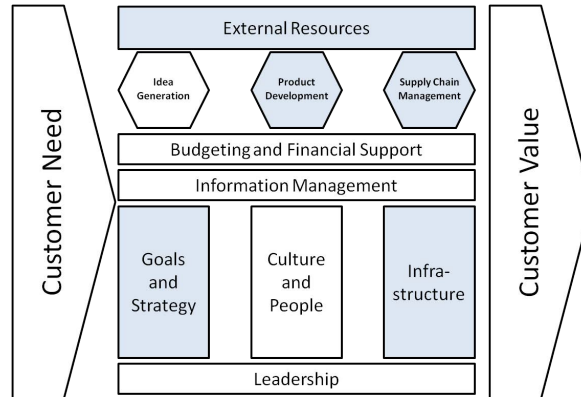 Customer Need
External Resources
Idea
Generation
Product
Development
Supply Chain
Management
Budgeting and Financial Support
Information Management
Goals
and
Strategy
Culture
and
People
Infra-
structure
Leadership
Customer Value